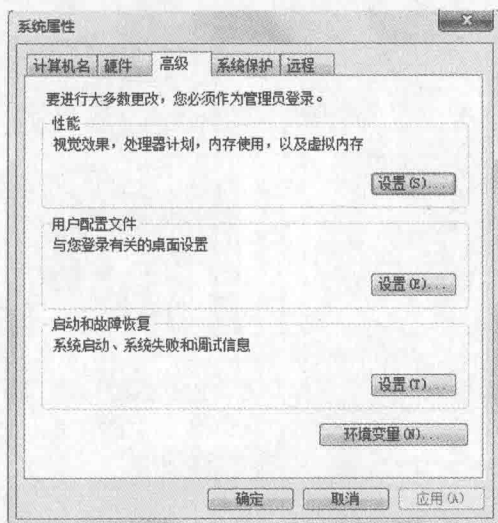 系统属性
计算机名 硬件 高级 系统保护 远程
要进行大多数更改，您必须作为管理员登录。
性能
视觉效果，处理器计划，内存使用，以及虚拟内存
设置(S)...
用户配置文件
与您登录有关的桌面设置
设置(E)...
启动和故障恢复
系统启动、系统失败和调试信息
设置(T)...
环境变量(N)...
确定 取消 应用(A)